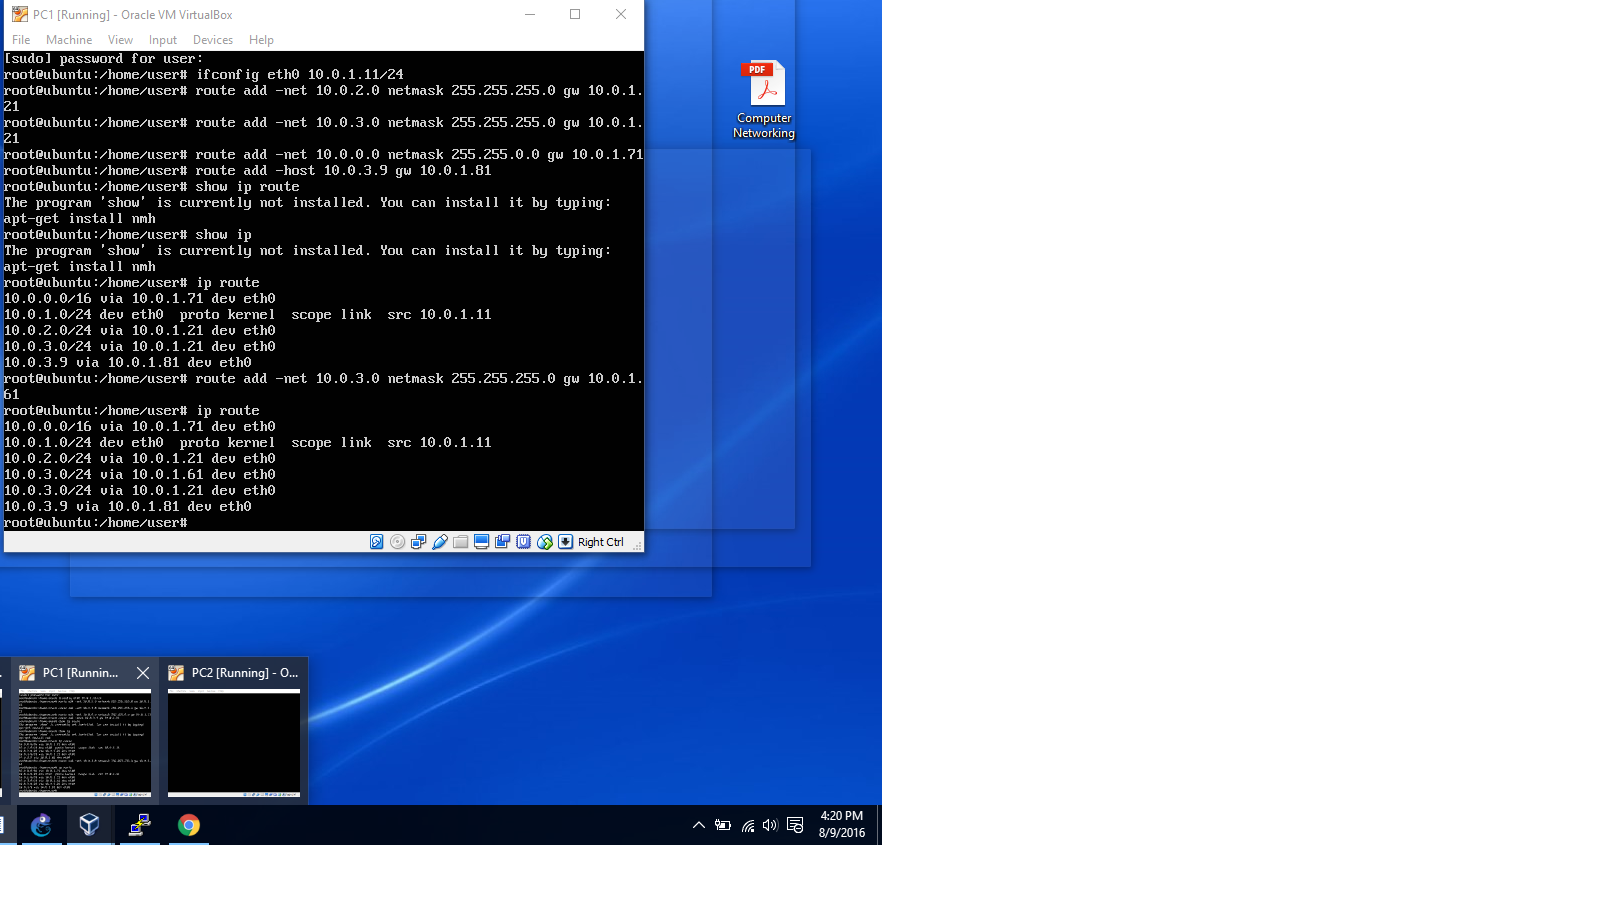 PC1 [Running] - Oracle VM VirtualBox
File Machine View Input Devices Help
[sudo] password for user:
root@ubuntu:/home/user# ifconfig eth0 10.0.1.11/24
root@ubuntu:/home/user# route add -net 10.0.2.0 netmask 255.255.255.0 gw 10.0.1.
21
root@ubuntu:/home/user# route add -net 10.0.3.0 netmask 255.255.255.0 gw 10.0.1.
21
root@ubuntu:/home/user# route add -net 10.0.0.0 netmask 255.255.0.0 gw 10.0.1.71
root@ubuntu:/home/user# route add -host 10.0.3.9 gw 10.0.1.81
root@ubuntu:/home/user# show ip route
The program 'show' is currently not installed. You can install it by typing:
apt-get install nmh
root@ubuntu:/home/user# show ip
The program 'show' is currently not installed. You can install it by typing:
apt-get install nmh
root@ubuntu:/home/user# ip route
10.0.0.0/16 via 10.0.1.71 dev eth0
10.0.1.0/24 dev eth0  proto kernel  scope link  src 10.0.1.11
10.0.2.0/24 via 10.0.1.21 dev eth0
10.0.3.0/24 via 10.0.1.21 dev eth0
10.0.3.9 via 10.0.1.81 dev eth0
root@ubuntu:/home/user# route add -net 10.0.3.0 netmask 255.255.255.0 gw 10.0.1.
61
root@ubuntu:/home/user# ip route
10.0.0.0/16 via 10.0.1.71 dev eth0
10.0.1.0/24 dev eth0  proto kernel  scope link  src 10.0.1.11
10.0.2.0/24 via 10.0.1.21 dev eth0
10.0.3.0/24 via 10.0.1.61 dev eth0
10.0.3.0/24 via 10.0.1.21 dev eth0
10.0.3.9 via 10.0.1.81 dev eth0
root@ubuntu:/home/user#
Right Ctrl
PDF
Computer
Networking
PC1 [Runnin...
PC2 [Running] - O...
4:20 PM
8/9/2016